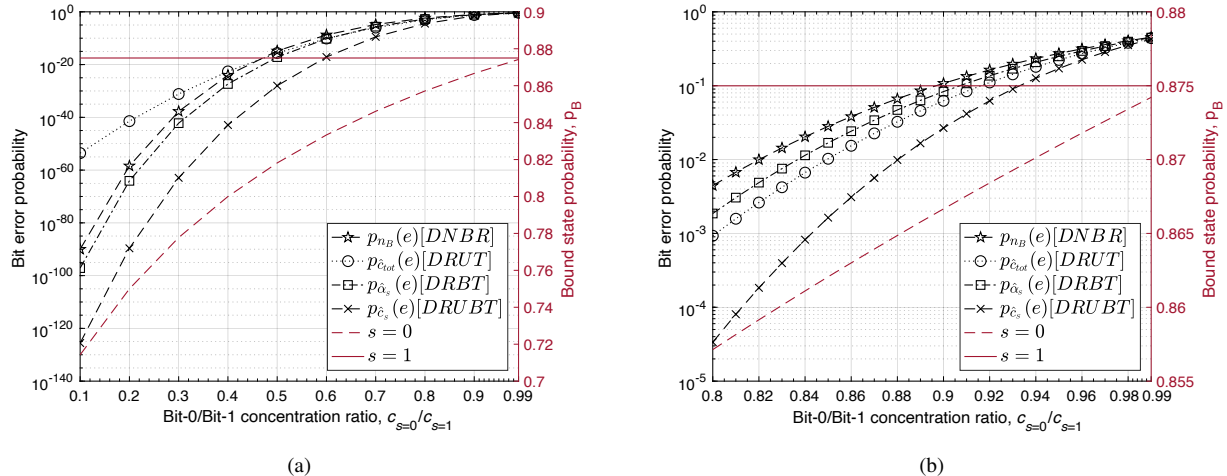 10^0
10^-20
10^-40
10^-60
10^-80
10^-100
10^-120
10^-140
Bit error probability
0.1 0.2 0.3 0.4 0.5 0.6 0.7 0.8 0.9 0.99
Bit-0/Bit-1 concentration ratio, c_{s=0}/c_{s=1}
0.9
0.88
0.86
0.84
0.82
0.8
0.78
0.76
0.74
0.72
0.7
Bound state probability, p_B
p_{n_B}(e)[DNBR]
p_{ĉ_{tot}}(e)[DRUT]
p_{α̂_s}(e)[DRBT]
p_{ĉ_s}(e)[DRUBT]
s = 0
s = 1
(a)
10^0
10^-1
10^-2
10^-3
10^-4
10^-5
Bit error probability
0.8 0.82 0.84 0.86 0.88 0.9 0.92 0.94 0.96 0.98 0.99
Bit-0/Bit-1 concentration ratio, c_{s=0}/c_{s=1}
0.88
0.875
0.87
0.865
0.86
0.855
Bound state probability, p_B
p_{n_B}(e)[DNBR]
p_{ĉ_{tot}}(e)[DRUT]
p_{α̂_s}(e)[DRBT]
p_{ĉ_s}(e)[DRUBT]
s = 0
s = 1
(b)